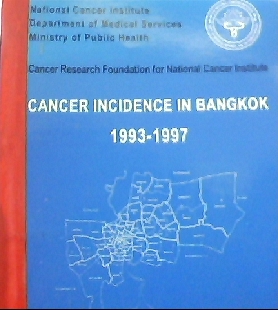 National Cancer Institute
Department of Medical Services
Ministry of Public Health
Cancer Research Foundation for National Cancer Institute
CANCER INCIDENCE IN BANGKOK
1993-1997